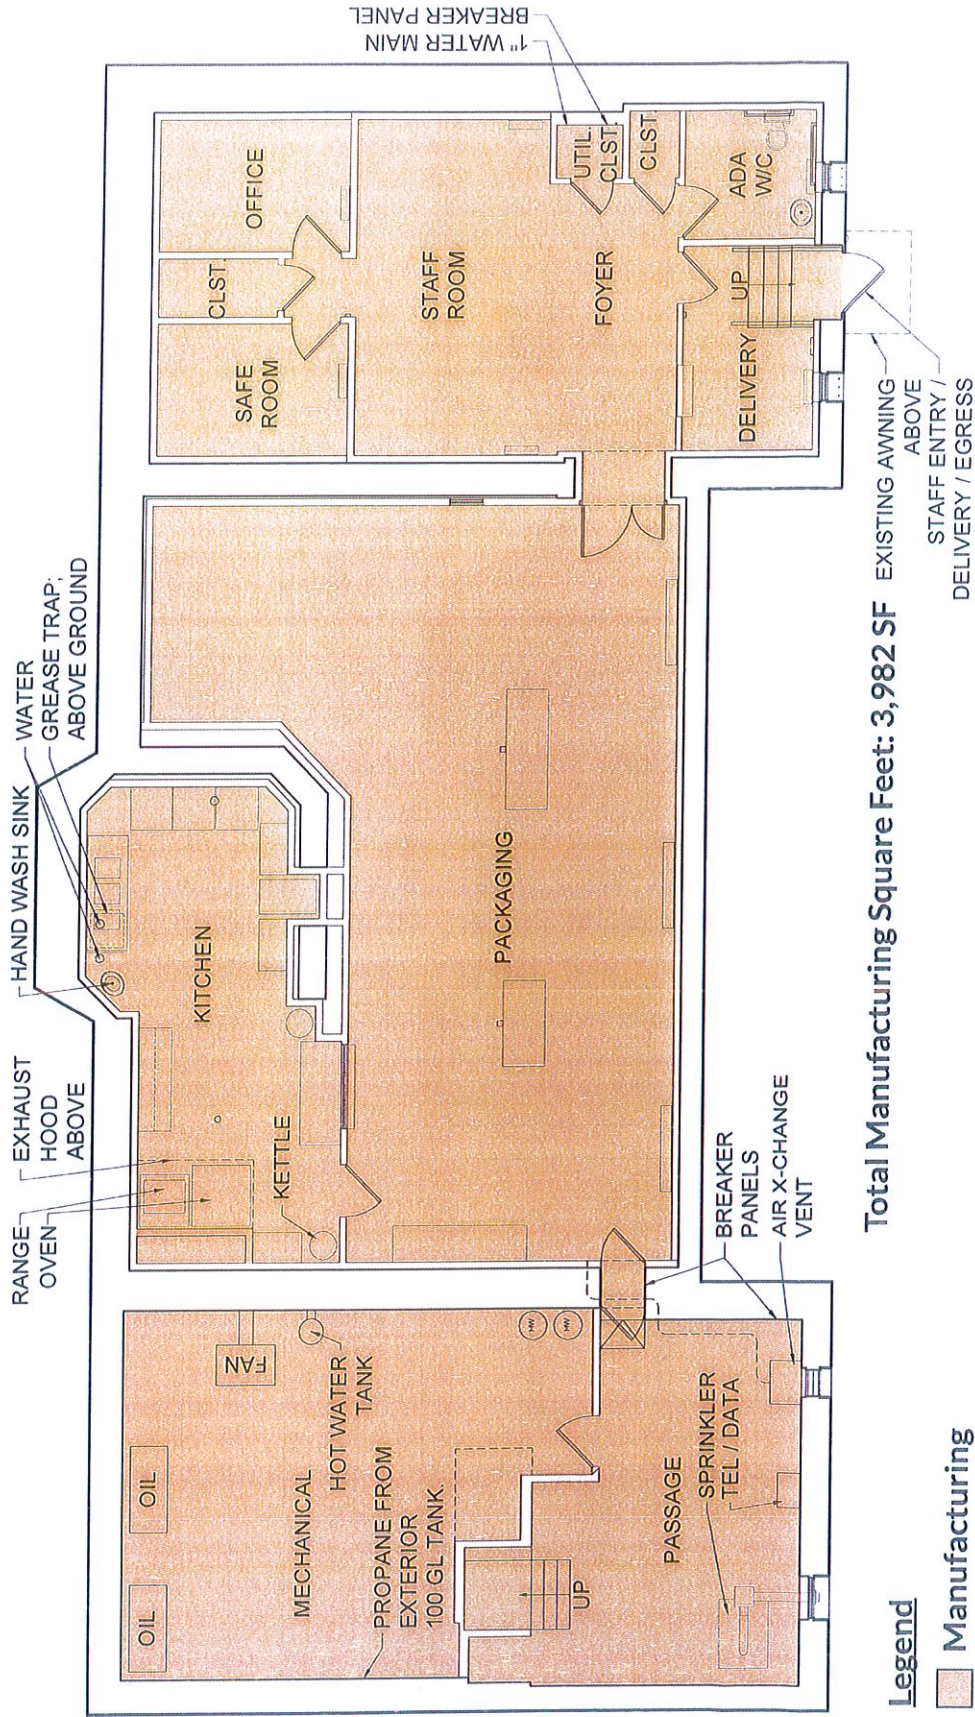 RANGE
OVEN
EXHAUST
HOOD
ABOVE
HAND WASH SINK
WATER
GREASE TRAP;
ABOVE GROUND
OIL
OIL
FAN
MECHANICAL
HOT WATER
TANK
PROPANE FROM
EXTERIOR
100 GL TANK
KITCHEN
KETTLE
SAFE
ROOM
CLST.
OFFICE
STAFF
ROOM
1" WATER MAIN
BREAKER PANEL
UTIL.
CLST.
CLST.
FOYER
ADA
W/C
DELIVERY
UP
PACKAGING
HW
HW
UP
PASSAGE
SPRINKLER
TEL / DATA
BREAKER
PANELS
AIR X-CHANGE
VENT
EXISTING AWNING
ABOVE
STAFF ENTRY /
DELIVERY / EGRESS
Total Manufacturing Square Feet: 3,982 SF
Legend
Manufacturing